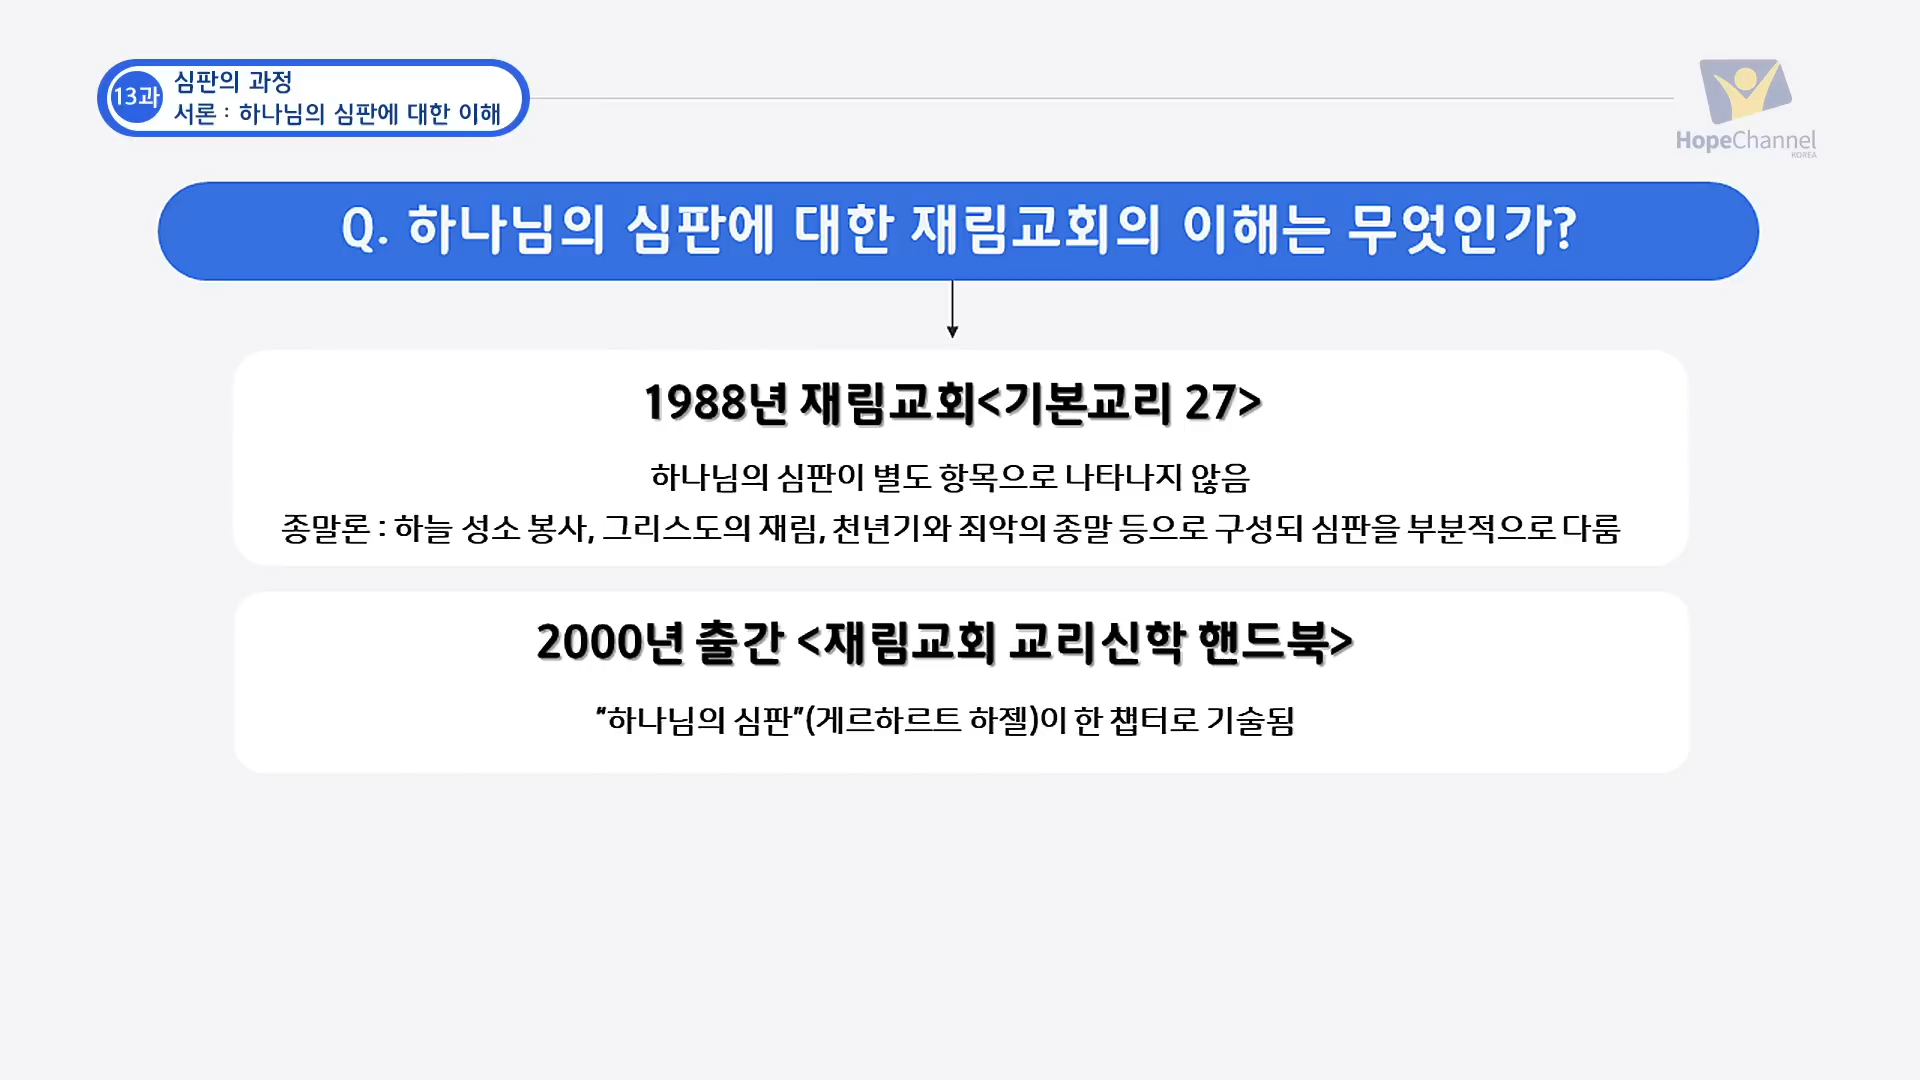 13과
심판의 과정
서론 : 하나님의 심판에 대한 이해
HopeChannel
KOREA
Q. 하나님의 심판에 대한 재림교회의 이해는 무엇인가?
1988년 재림교회<기본교리 27>
하나님의 심판이 별도 항목으로 나타나지 않음
종말론 : 하늘 성소 봉사, 그리스도의 재림, 천년기와 죄악의 종말 등으로 구성되 심판을 부분적으로 다룸
2000년 출간 <재림교회 교리신학 핸드북>
“하나님의 심판”(게르하르트 하젤)이 한 챕터로 기술됨